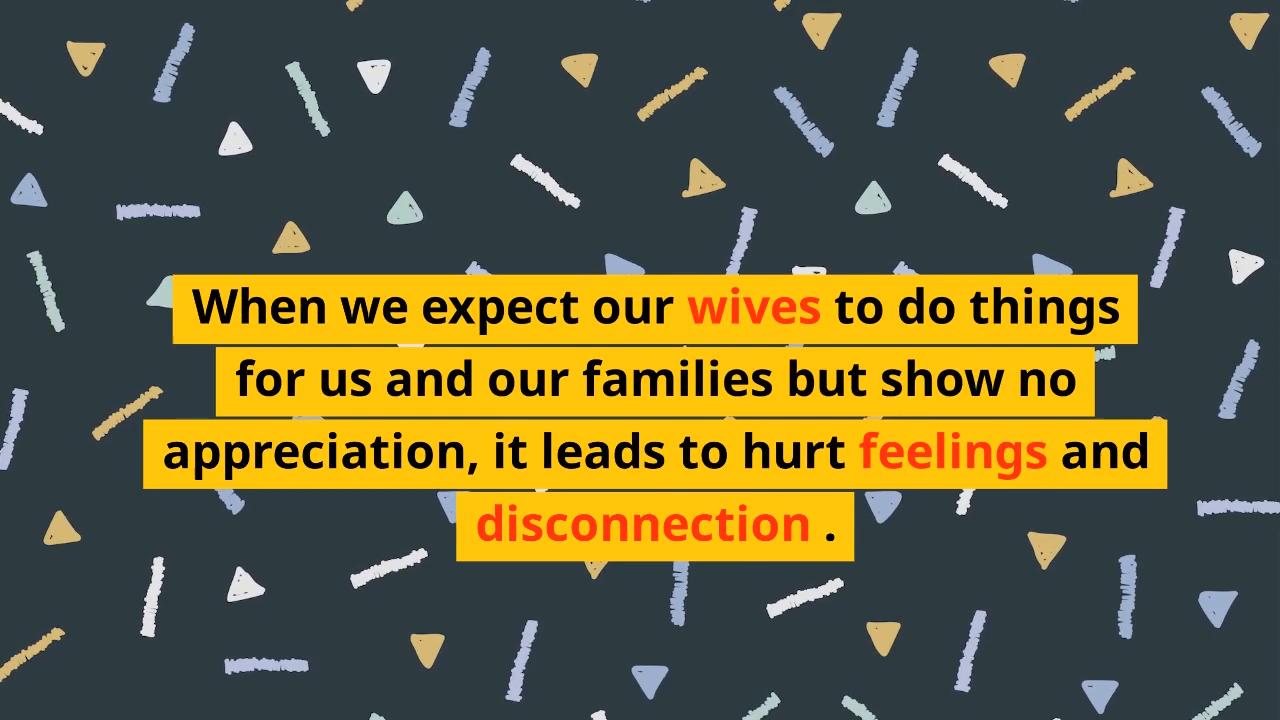 When we expect our wives to do things
for us and our families but show no
appreciation, it leads to hurt feelings and
disconnection .